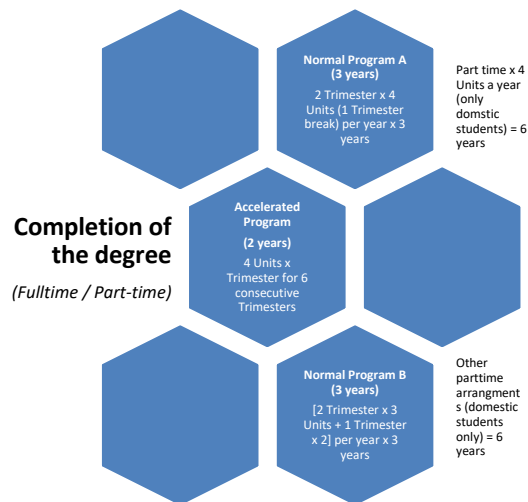 Normal Program A
(3 years)
2 Trimester x 4
Units (1 Trimester
break) per year x 3
years
Part time x 4
Units a year
(only
domstic
students) = 6
years
Completion of
the degree
(Fulltime / Part-time)
Accelerated
Program
(2 years)
4 Units x
Trimester for 6
consecutive
Trimesters
Normal Program B
(3 years)
[2 Trimester x 3
Units + 1 Trimester
x 2] per year x 3
years
Other
parttime
arrangment
s (domestic
students
only) = 6
years